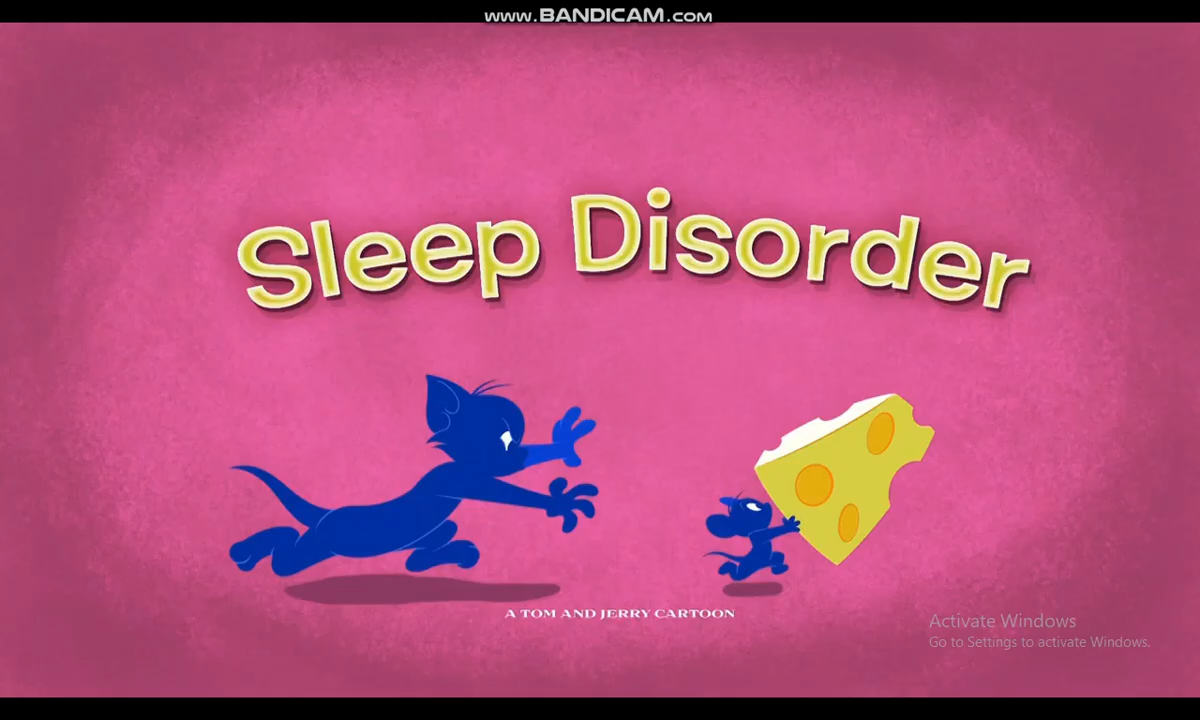 www.BANDICAM.com
Sleep Disorder
A TOM AND JERRY CARTOON
Activate Windows
Go to Settings to activate Windows.